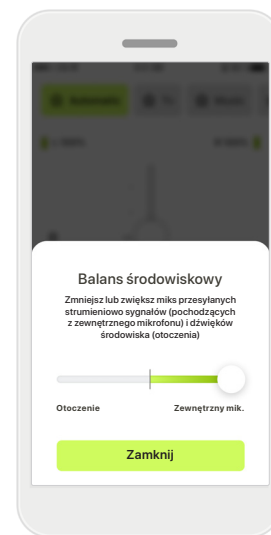 Balans środowiskowy
Zmniejsz lub zwiększ miks przesyłanych
strumieniowo sygnałów (pochodzących
z zewnętrznego mikrofonu) i dźwięków
środowiska (otoczenia)
Otoczenie Zewnętrzny mik.
Zamknij